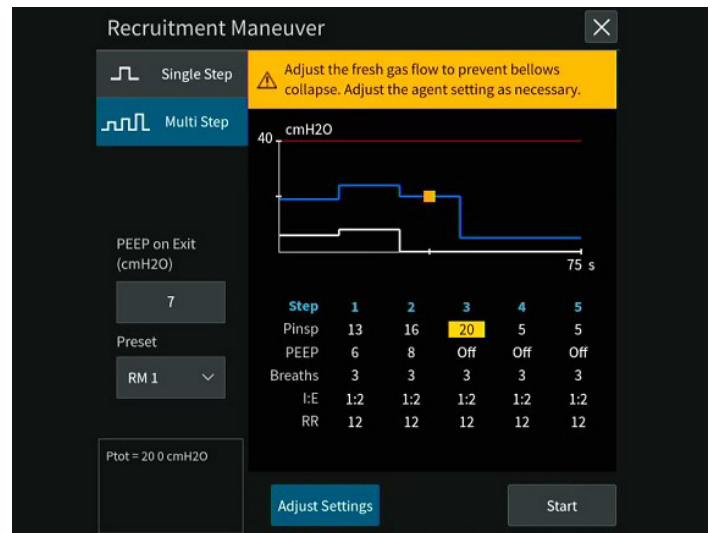 Recruitment Maneuver
Single Step
Multi Step
Adjust the fresh gas flow to prevent bellows
collapse. Adjust the agent setting as necessary.
cmH2O
40
75 s
PEEP on Exit
(cmH2O)
7
Preset
RM 1
Step 1 2 3 4 5
Pinsp 13 16 20 5 5
PEEP 6 8 Off Off Off
Breaths 3 3 3 3 3
I:E 1:2 1:2 1:2 1:2 1:2
RR 12 12 12 12 12
Ptot = 20 0 cmH2O
Adjust Settings
Start